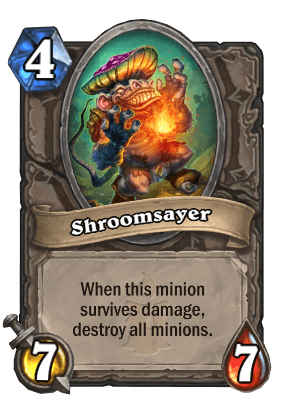 4
Shroomsayer
When this minion
survives damage,
destroy all minions.
7 7